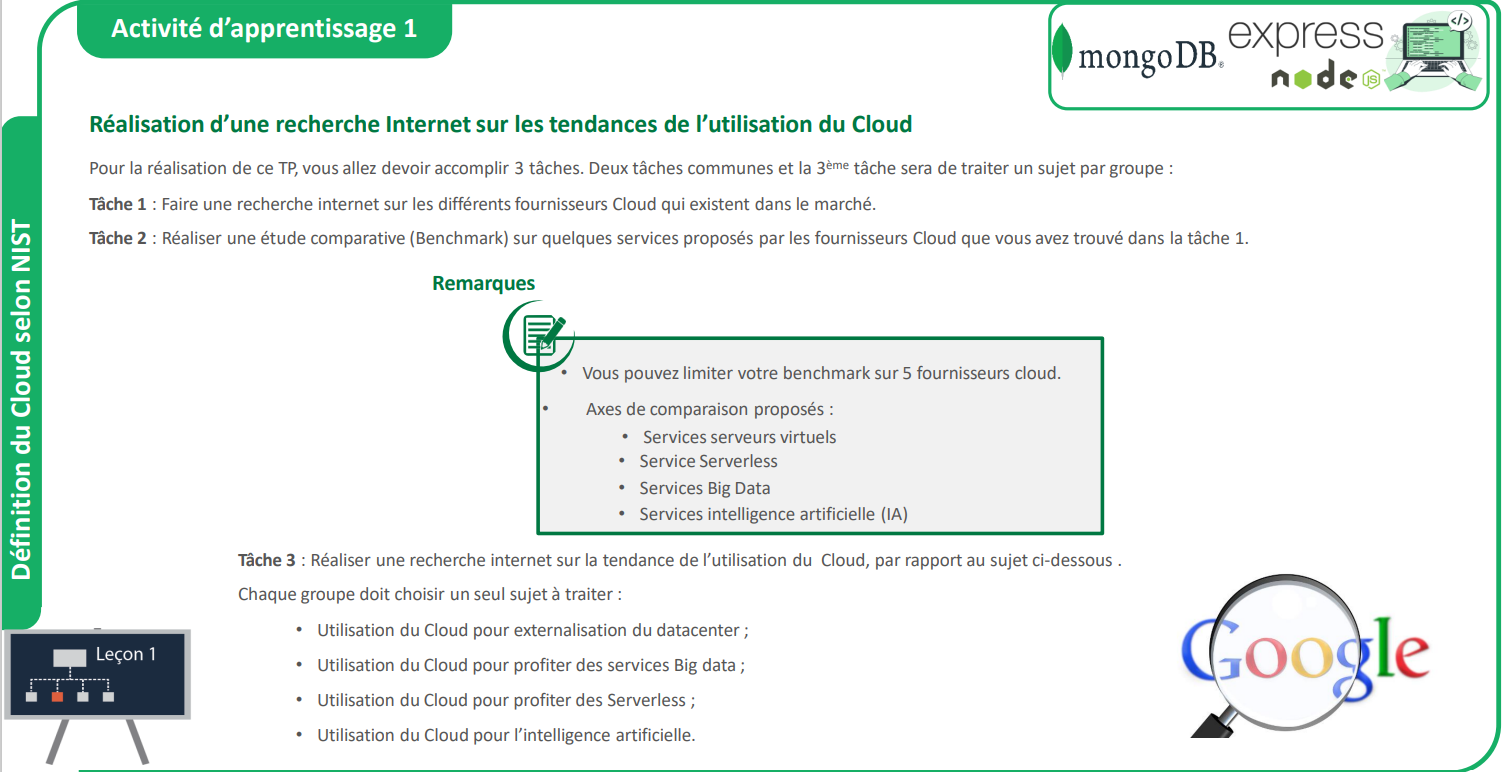 Activité d’apprentissage 1
mongoDB®
express
</>
node JS
Réalisation d’une recherche Internet sur les tendances de l’utilisation du Cloud
Pour la réalisation de ce TP, vous allez devoir accomplir 3 tâches. Deux tâches communes et la 3ème tâche sera de traiter un sujet par groupe :
Tâche 1 : Faire une recherche internet sur les différents fournisseurs Cloud qui existent dans le marché.
Tâche 2 : Réaliser une étude comparative (Benchmark) sur quelques services proposés par les fournisseurs Cloud que vous avez trouvé dans la tâche 1.
Définition du Cloud selon NIST
Remarques
• Vous pouvez limiter votre benchmark sur 5 fournisseurs cloud.
• Axes de comparaison proposés :
• Services serveurs virtuels
• Service Serverless
• Services Big Data
• Services intelligence artificielle (IA)
Tâche 3 : Réaliser une recherche internet sur la tendance de l’utilisation du Cloud, par rapport au sujet ci-dessous .
Chaque groupe doit choisir un seul sujet à traiter :
• Utilisation du Cloud pour externalisation du datacenter ;
• Utilisation du Cloud pour profiter des services Big data ;
• Utilisation du Cloud pour profiter des Serverless ;
• Utilisation du Cloud pour l’intelligence artificielle.
Leçon 1
Google